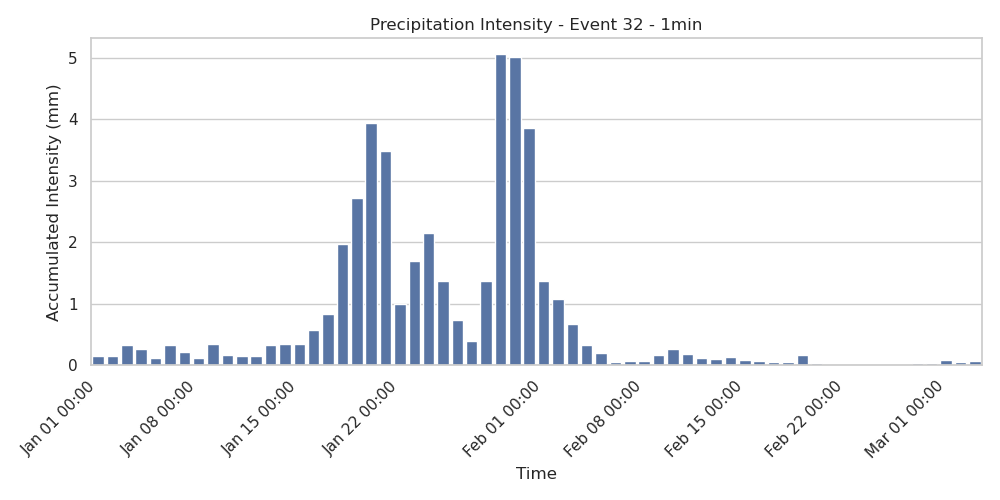 Precipitation Intensity - Event 32 - 1min
Accumulated Intensity (mm)
5
4
3
2
1
0
Jan 01 00:00
Jan 08 00:00
Jan 15 00:00
Jan 22 00:00
Feb 01 00:00
Feb 08 00:00
Feb 15 00:00
Feb 22 00:00
Mar 01 00:00
Time